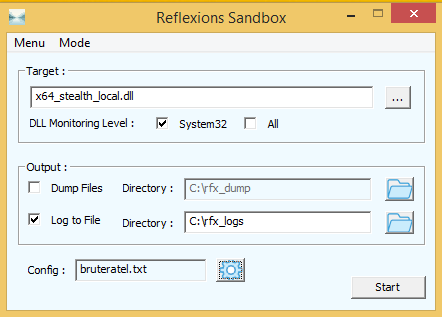 Reflexions Sandbox
Menu Mode
Target :
x64_stealth_local.dll ...
DLL Monitoring Level : System32 All
Output :
Dump Files Directory : C:\rfx_dump
Log to File Directory : C:\rfx_logs
Config : bruteratel.txt
Start